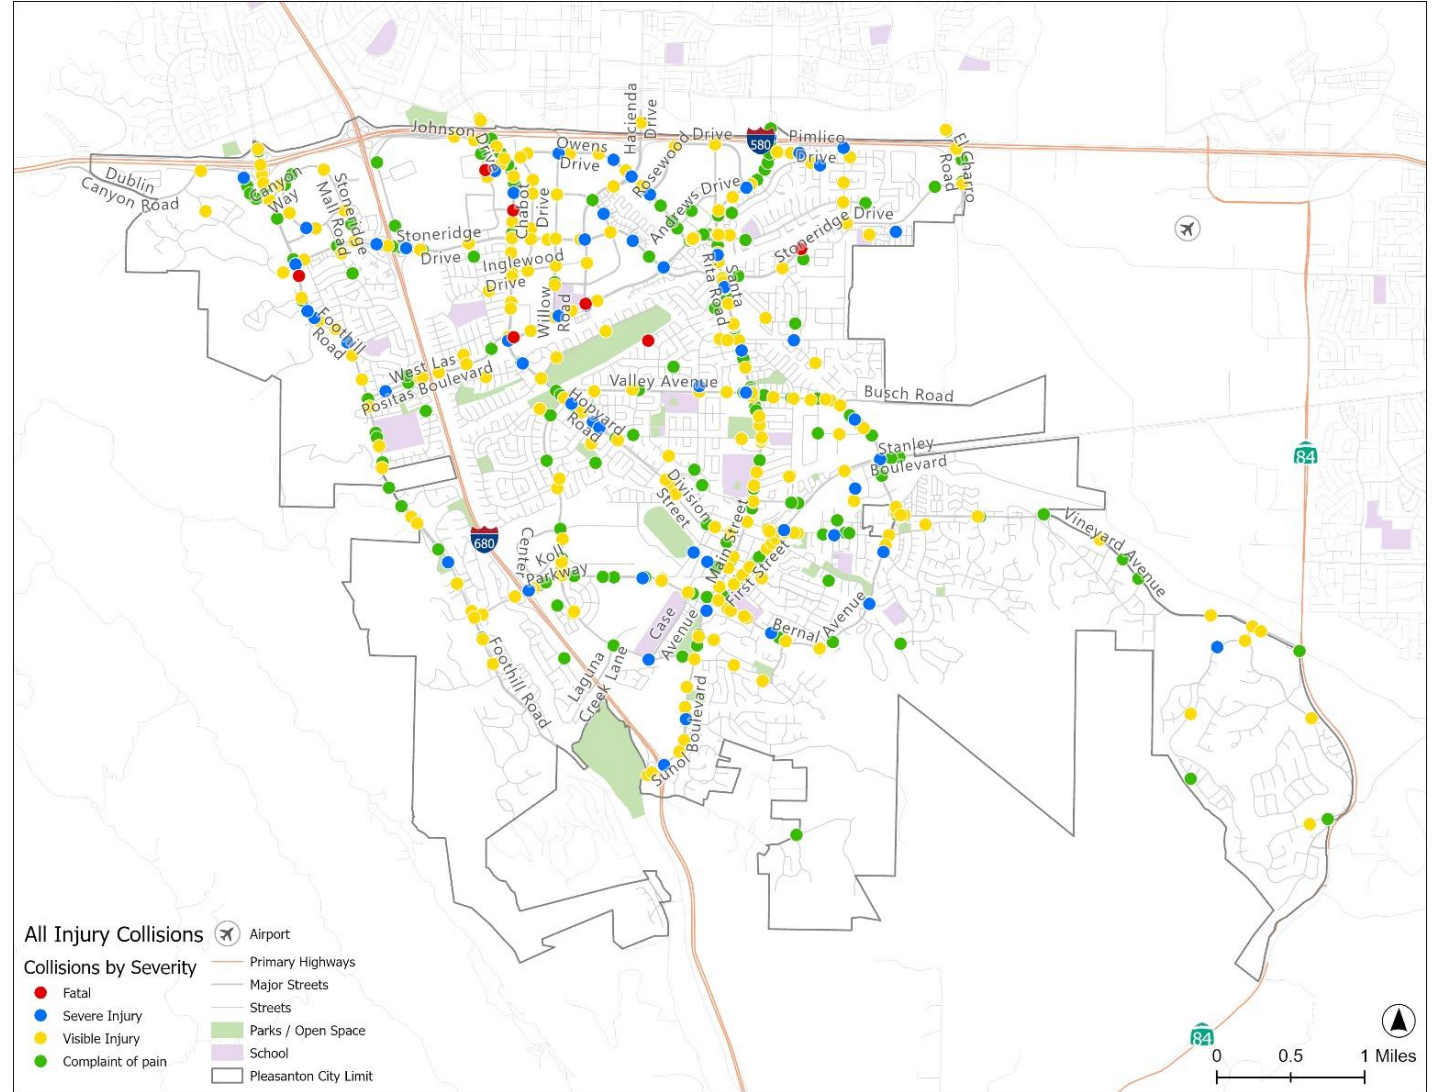 Johnson
Drive
Owens
Drive
Hacienda
Drive
Rosewood Drive
580
Pimlico
Drive
El Charro
Road
Dublin
Canyon Road
Canyon
Way
Stoneridge
Mall Road
Chabot
Drive
Andrews Drive
Stoneridge
Drive
Stoneridge Drive
Inglewood
Drive
Santa
Rita Road
Willow
Road
Foothill
Road
West Las
Positas Boulevard
Valley Avenue
Busch Road
Hopyard
Road
Stanley
Boulevard
84
Division
Street
Main Street
First Street
Vineyard Avenue
680
Center
Koll
Parkway
Case
Avenue
Bernal Avenue
Foothill Road
Laguna
Creek Lane
Sunol Boulevard
All Injury Collisions
Collisions by Severity
Fatal
Severe Injury
Visible Injury
Complaint of pain
Airport
Primary Highways
Major Streets
Streets
Parks / Open Space
School
Pleasanton City Limit
84
0 0.5 1 Miles